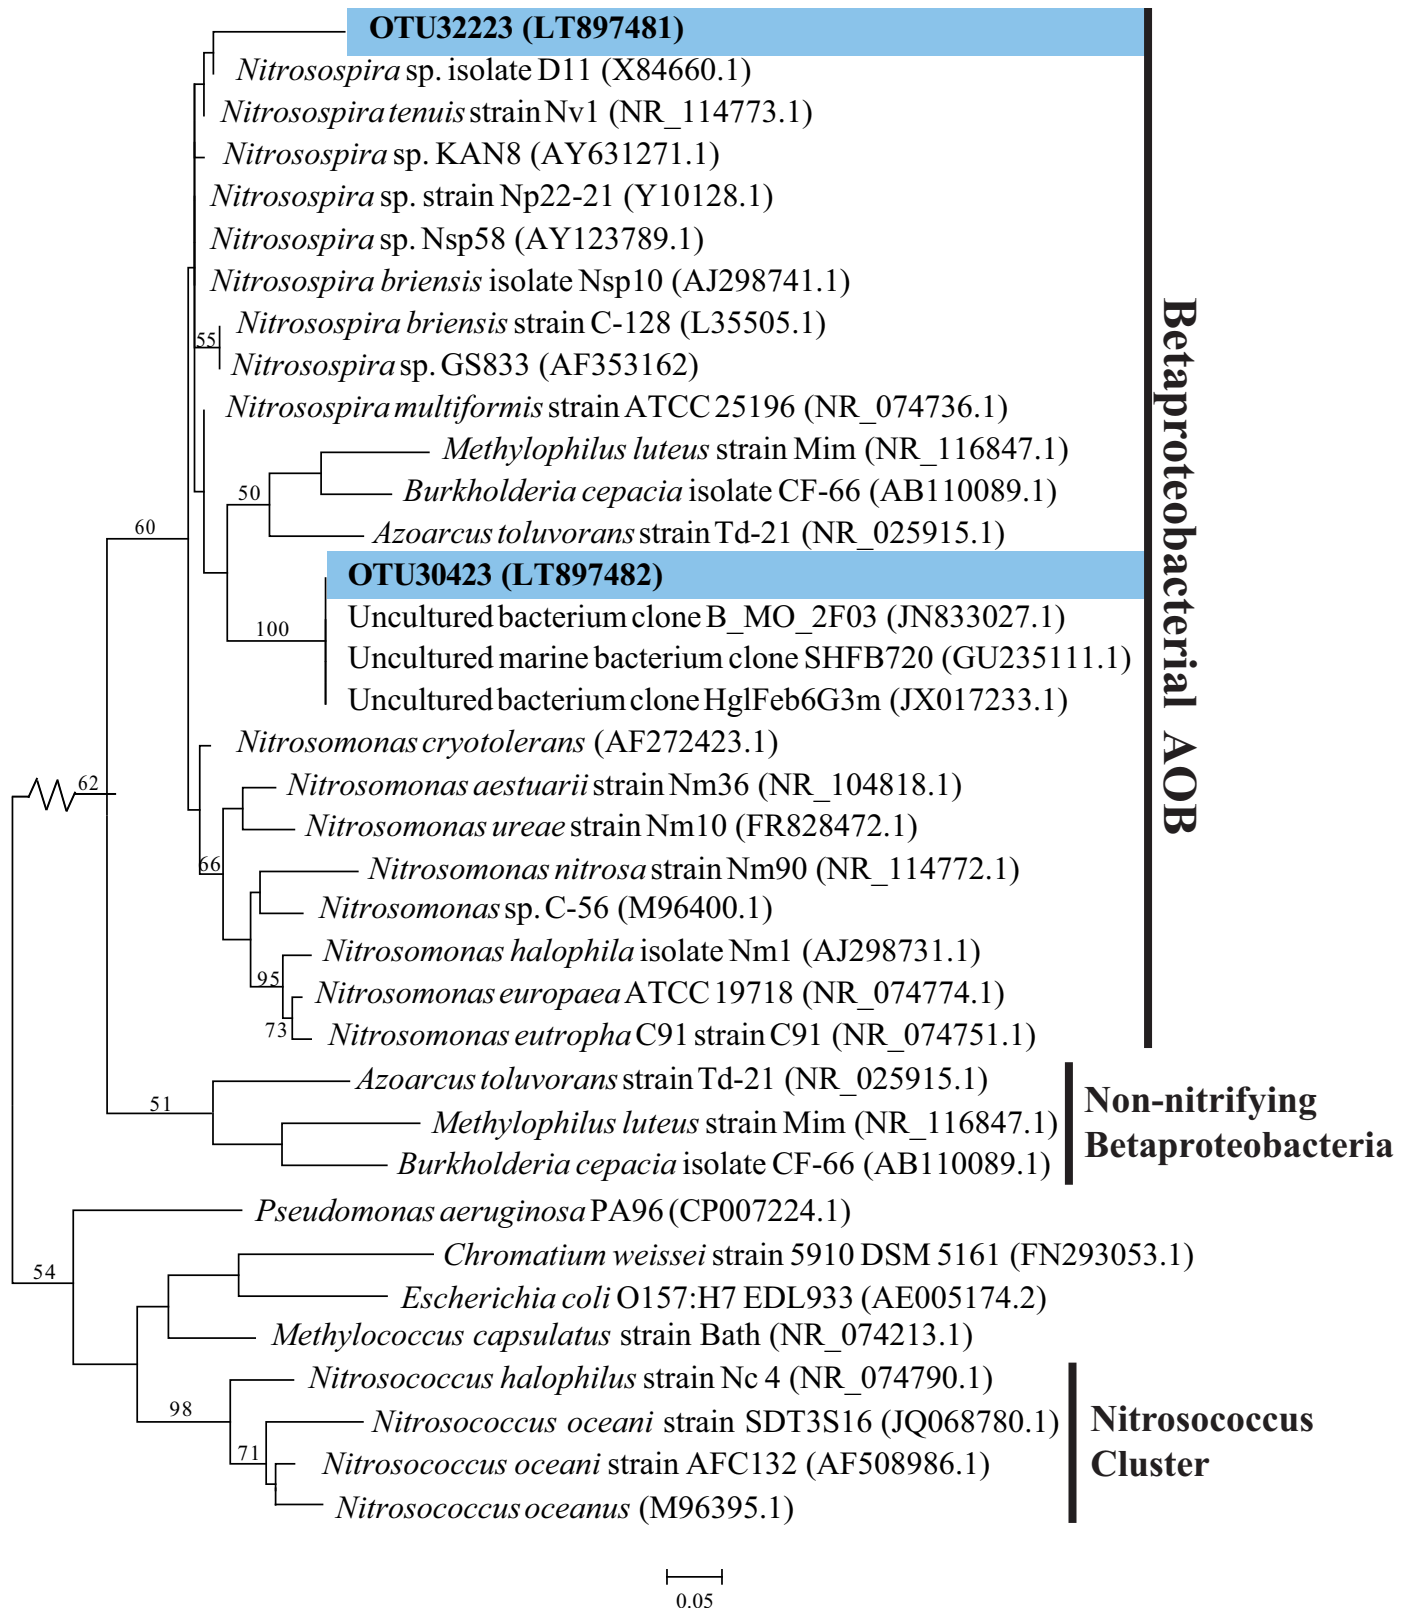 OTU32223 (LT897481)
Nitrosospira sp. isolate D11 (X84660.1)
Nitrosospira tenuis strain Nv1 (NR_114773.1)
Nitrosospira sp. KAN8 (AY631271.1)
Nitrosospira sp. strain Np22-21 (Y10128.1)
Nitrosospira sp. Nsp58 (AY123789.1)
Nitrosospira briensis isolate Nsp10 (AJ298741.1)
Nitrosospira briensis strain C-128 (L35505.1)
55
Nitrosospira sp. GS833 (AF353162)
Nitrosospira multiformis strain ATCC 25196 (NR_074736.1)
Methylophilus luteus strain Mim (NR_116847.1)
50
Burkholderia cepacia isolate CF-66 (AB110089.1)
60
Azoarcus toluvorans strain Td-21 (NR_025915.1)
OTU30423 (LT897482)
Uncultured bacterium clone B_MO_2F03 (JN833027.1)
100
Uncultured marine bacterium clone SHFB720 (GU235111.1)
Uncultured bacterium clone HglFeb6G3m (JX017233.1)
Nitrosomonas cryotolerans (AF272423.1)
62
Nitrosomonas aestuarii strain Nm36 (NR_104818.1)
Nitrosomonas ureae strain Nm10 (FR828472.1)
66
Nitrosomonas nitrosa strain Nm90 (NR_114772.1)
Nitrosomonas sp. C-56 (M96400.1)
Nitrosomonas halophila isolate Nm1 (AJ298731.1)
95
Nitrosomonas europaea ATCC 19718 (NR_074774.1)
73
Nitrosomonas eutropha C91 strain C91 (NR_074751.1)
Betaproteobacterial AOB
Azoarcus toluvorans strain Td-21 (NR_025915.1)
51
Methylophilus luteus strain Mim (NR_116847.1)
Burkholderia cepacia isolate CF-66 (AB110089.1)
Non-nitrifying
Betaproteobacteria
Pseudomonas aeruginosa PA96 (CP007224.1)
Chromatium weissei strain 5910 DSM 5161 (FN293053.1)
54
Escherichia coli O157:H7 EDL933 (AE005174.2)
Methylococcus capsulatus strain Bath (NR_074213.1)
Nitrosococcus halophilus strain Nc 4 (NR_074790.1)
98
Nitrosococcus oceani strain SDT3S16 (JQ068780.1)
71
Nitrosococcus oceani strain AFC132 (AF508986.1)
Nitrosococcus oceanus (M96395.1)
Nitrosococcus
Cluster
0.05